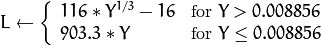 L ← { 116 * Y^{1/3} − 16 for Y > 0.008856
903.3 * Y for Y ≤ 0.008856